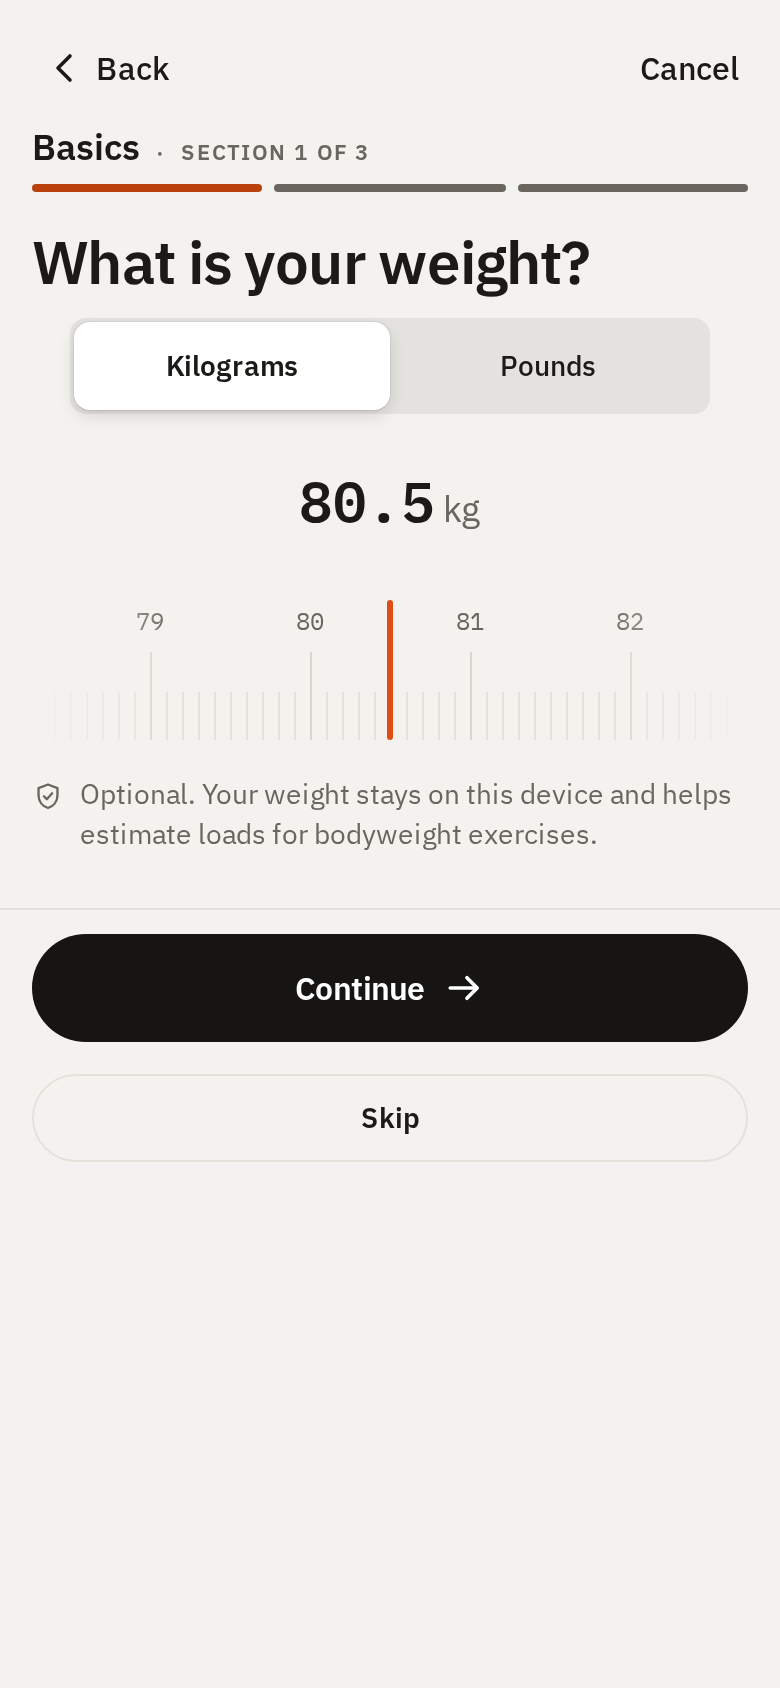 Back
Cancel
Basics · SECTION 1 OF 3
What is your weight?
Kilograms
Pounds
80.5 kg
79 80 81 82
Optional. Your weight stays on this device and helps
estimate loads for bodyweight exercises.
Continue →
Skip